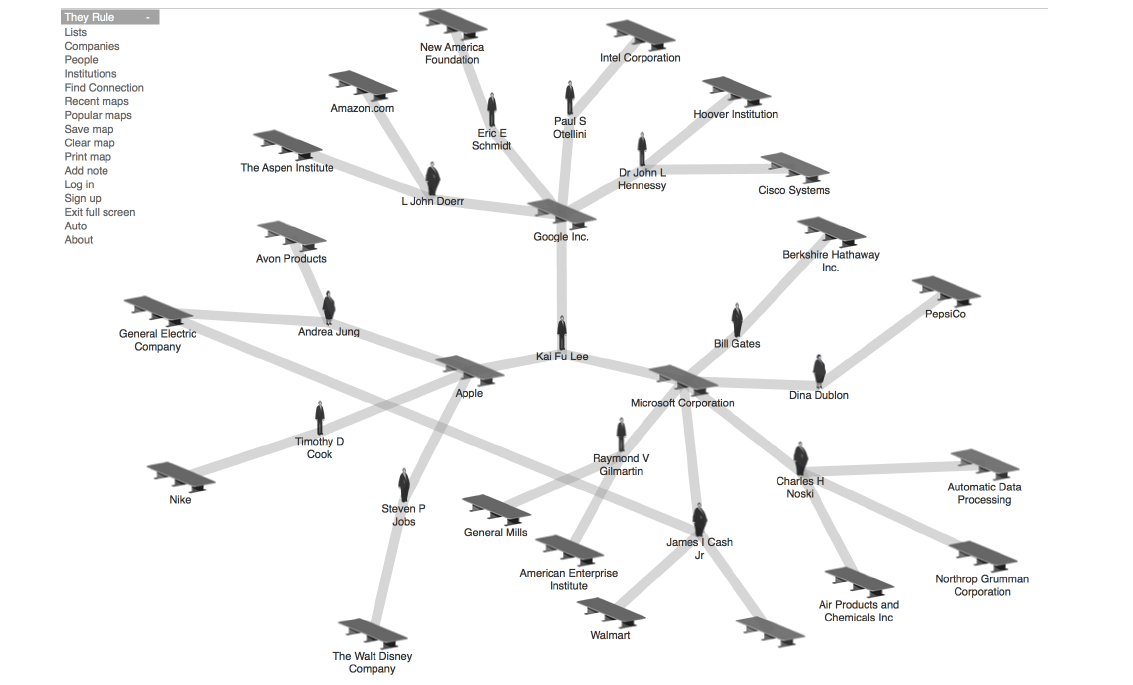 They Rule -
Lists
Companies
People
Institutions
Find Connection
Recent maps
Popular maps
Save map
Clear map
Print map
Add note
Log in
Sign up
Exit full screen
Auto
About
New America
Foundation
Intel Corporation
Amazon.com
Hoover Institution
Eric E
Schmidt
Paul S
Otellini
The Aspen Institute
Dr John L
Hennessy
Cisco Systems
L John Doerr
Google Inc.
Avon Products
Berkshire Hathaway
Inc.
General Electric
Company
Andrea Jung
PepsiCo
Bill Gates
Kai Fu Lee
Apple
Microsoft Corporation
Dina Dublon
Timothy D
Cook
Raymond V
Gilmartin
Charles H
Noski
Automatic Data
Processing
Nike
Steven P
Jobs
General Mills
James I Cash
Jr
American Enterprise
Institute
Northrop Grumman
Corporation
Air Products and
Chemicals Inc
Walmart
The Walt Disney
Company